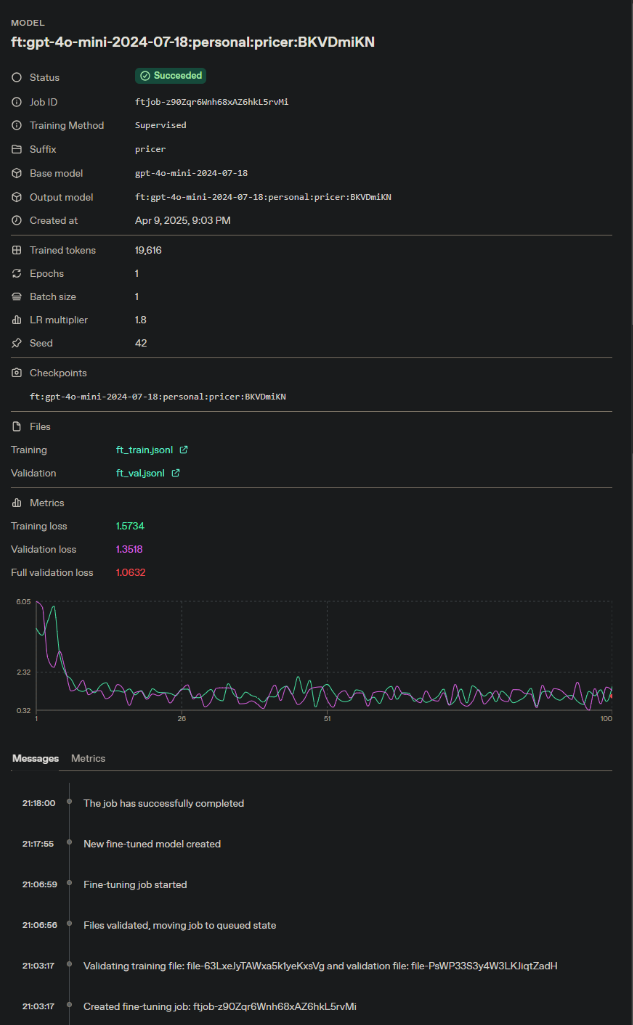 MODEL
ft:gpt-4o-mini-2024-07-18:personal:pricer:BKVDmiKN
Status Succeeded
Job ID ftjob-z90Zqr6Wnh68xAZ6hkL5rvMi
Training Method Supervised
Suffix pricer
Base model gpt-4o-mini-2024-07-18
Output model ft:gpt-4o-mini-2024-07-18:personal:pricer:BKVDmiKN
Created at Apr 9, 2025, 9:03 PM
Trained tokens 19,616
Epochs 1
Batch size 1
LR multiplier 1.8
Seed 42
Checkpoints
ft:gpt-4o-mini-2024-07-18:personal:pricer:BKVDmiKN
Files
Training ft_train.jsonl
Validation ft_val.jsonl
Metrics
Training loss 1.5734
Validation loss 1.3518
Full validation loss 1.0632
6.05
2.32
0.32
1 26 51 100
Messages Metrics
21:18:00 The job has successfully completed
21:17:55 New fine-tuned model created
21:06:59 Fine-tuning job started
21:06:56 Files validated, moving job to queued state
21:03:17 Validating training file: file-63LxeJyTAWxa5k1yeKxsVg and validation file: file-PsWP33S3y4W3LKJiqtZadH
21:03:17 Created fine-tuning job: ftjob-z90Zqr6Wnh68xAZ6hkL5rvMi